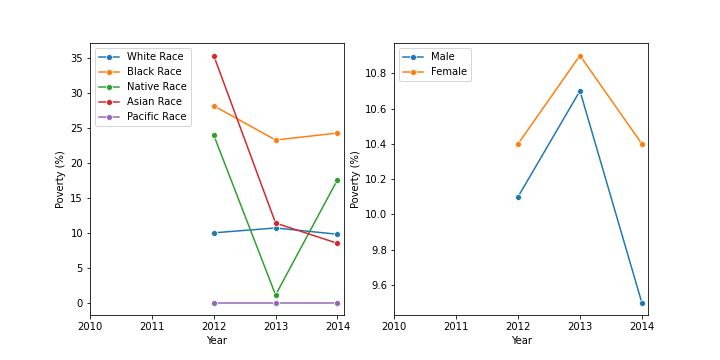 White Race
Black Race
Native Race
Asian Race
Pacific Race
Poverty (%)
35
30
25
20
15
10
5
0
2010 2011 2012 2013 2014
Year
Male
Female
Poverty (%)
10.8
10.6
10.4
10.2
10.0
9.8
9.6
2010 2011 2012 2013 2014
Year